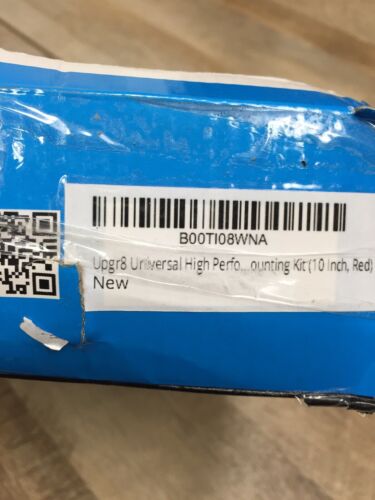 B00TI08WNA
Upgr8 Universal High Perfo...ounting Kit (10 Inch, Red)
New